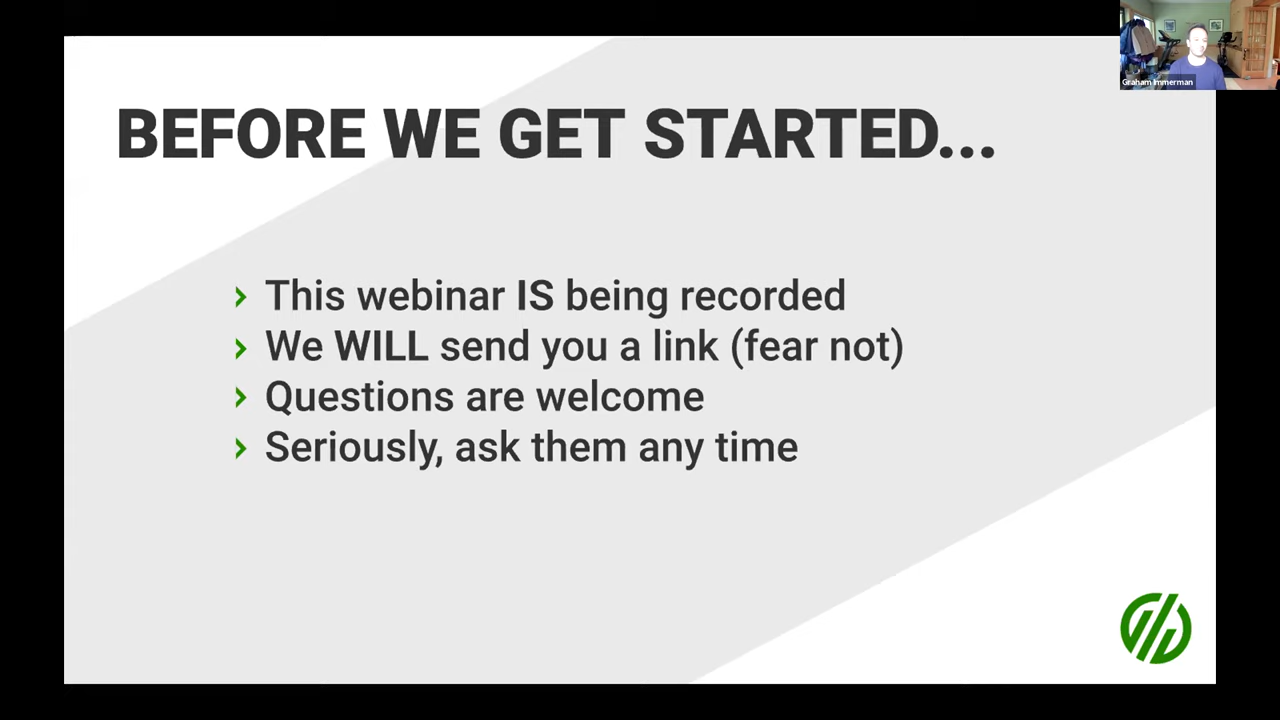 BEFORE WE GET STARTED...
This webinar IS being recorded
We WILL send you a link (fear not)
Questions are welcome
Seriously, ask them any time
Graham Immerman